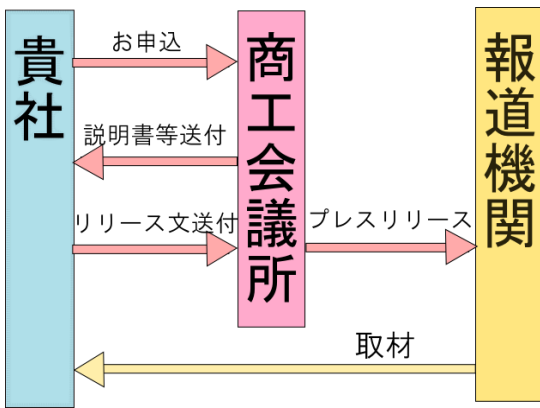 貴社
お申込
商工会議所
報道機関
説明書等送付
リリース文送付
プレスリリース
取材